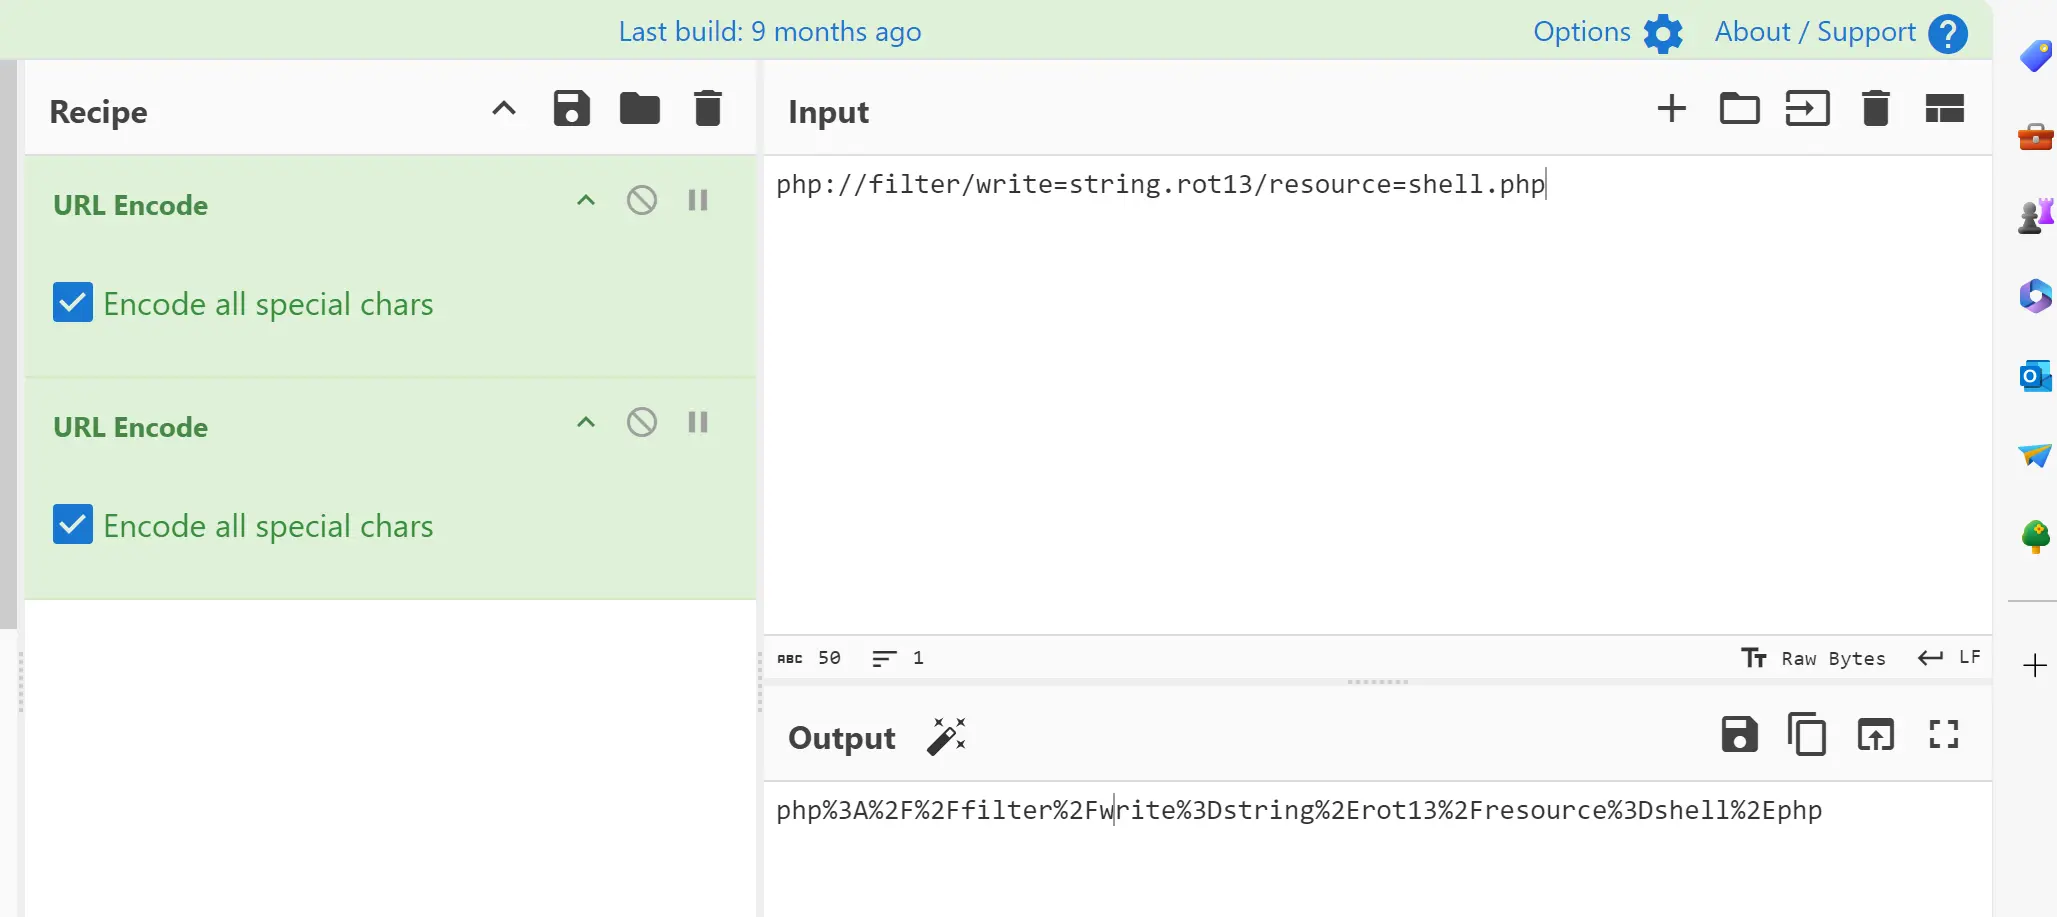 Last build: 9 months ago
Options
About / Support
?
Recipe
Input
URL Encode
Encode all special chars
URL Encode
Encode all special chars
php://filter/write=string.rot13/resource=shell.php
ABC 50
1
Tт Raw Bytes
LF
Output
php%3A%2F%2Ffilter%2Fwrite%3Dstring%2Erot13%2Fresource%3Dshell%2Ephp
O